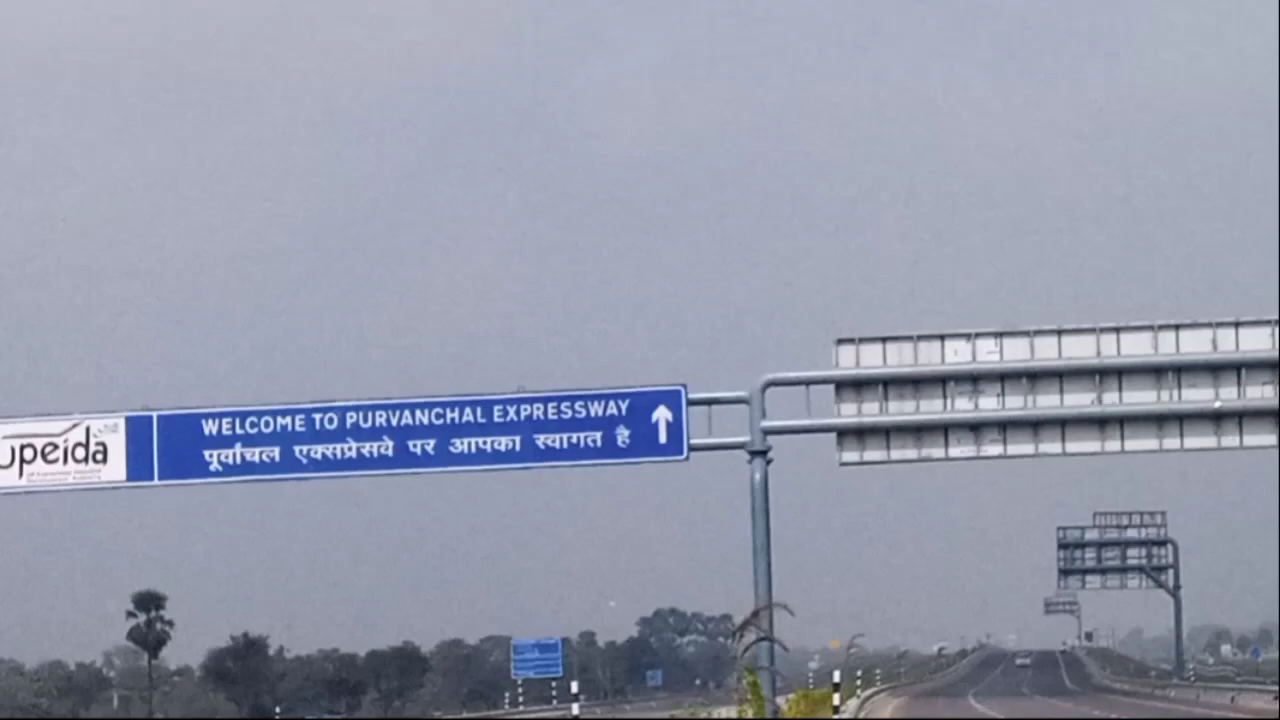 upeida
WELCOME TO PURVANCHAL EXPRESSWAY
पूर्वांचल एक्सप्रेसवे पर आपका स्वागत है